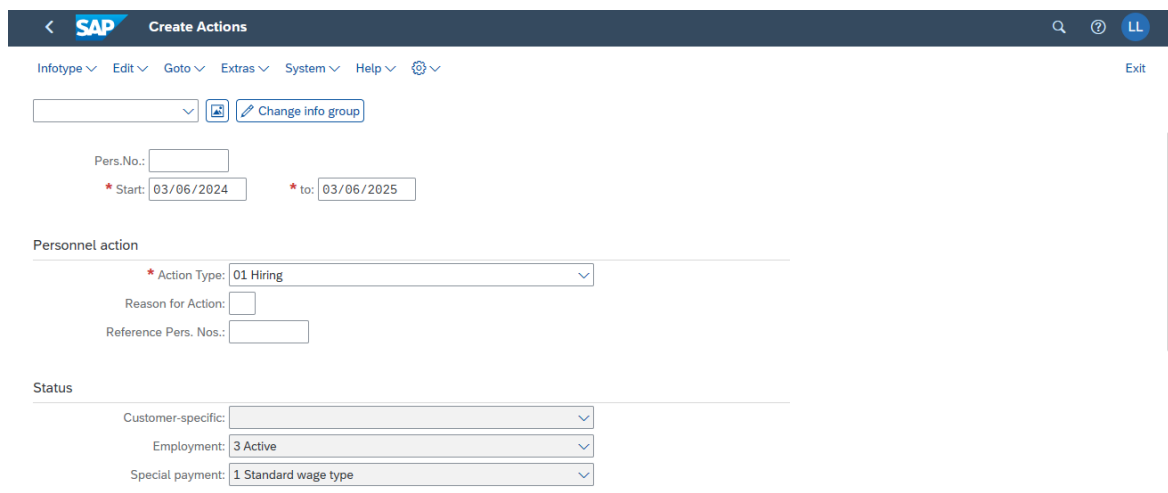 SAP Create Actions LL
Infotype Edit Goto Extras System Help Exit
Change info group
Pers.No.:
* Start: 03/06/2024 * to: 03/06/2025
Personnel action
* Action Type: 01 Hiring
Reason for Action:
Reference Pers. Nos.:
Status
Customer-specific:
Employment: 3 Active
Special payment: 1 Standard wage type